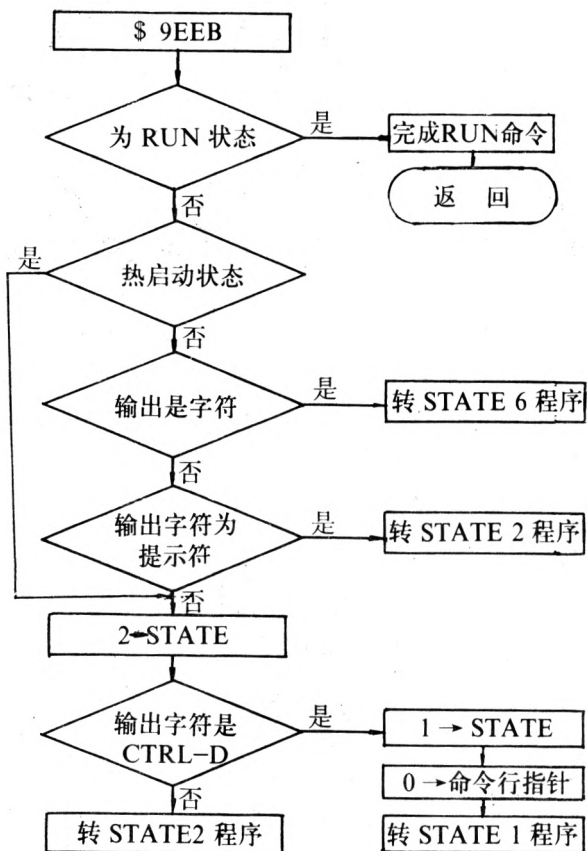 $ 9EEB
为 RUN 状态
是
完成RUN命令
返 回
否
是
热启动状态
否
输出是字符
是
转 STATE 6 程序
否
输出字符为
提示符
是
转 STATE 2 程序
否
2→STATE
输出字符是
CTRL-D
是
1→STATE
0→命令行指针
否
转 STATE2 程序
转 STATE 1 程序